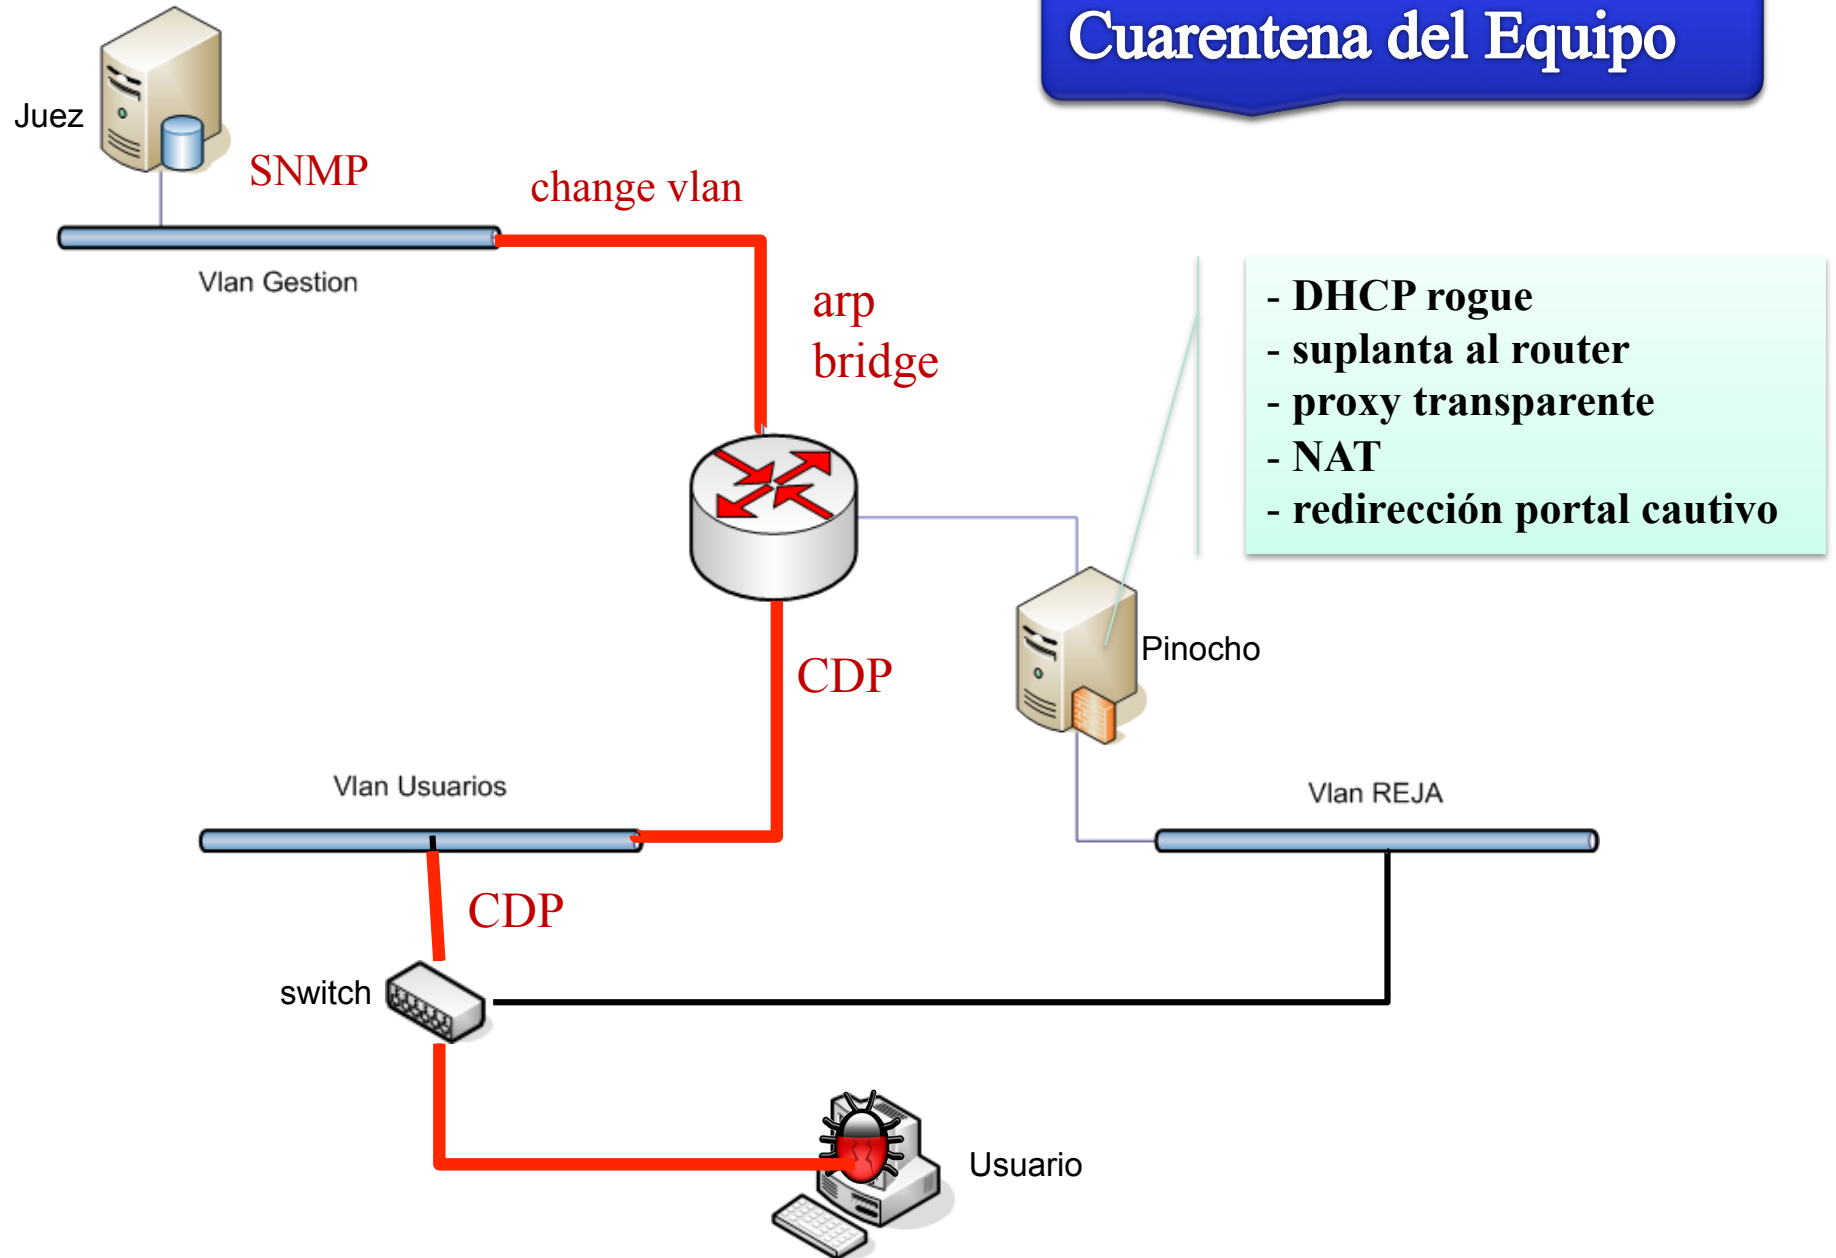 Cuarentena del Equipo
Juez
SNMP
change vlan
Vlan Gestion
arp
bridge
- DHCP rogue
- suplanta al router
- proxy transparente
- NAT
- redirección portal cautivo
Pinocho
CDP
Vlan Usuarios
Vlan REJA
CDP
switch
Usuario